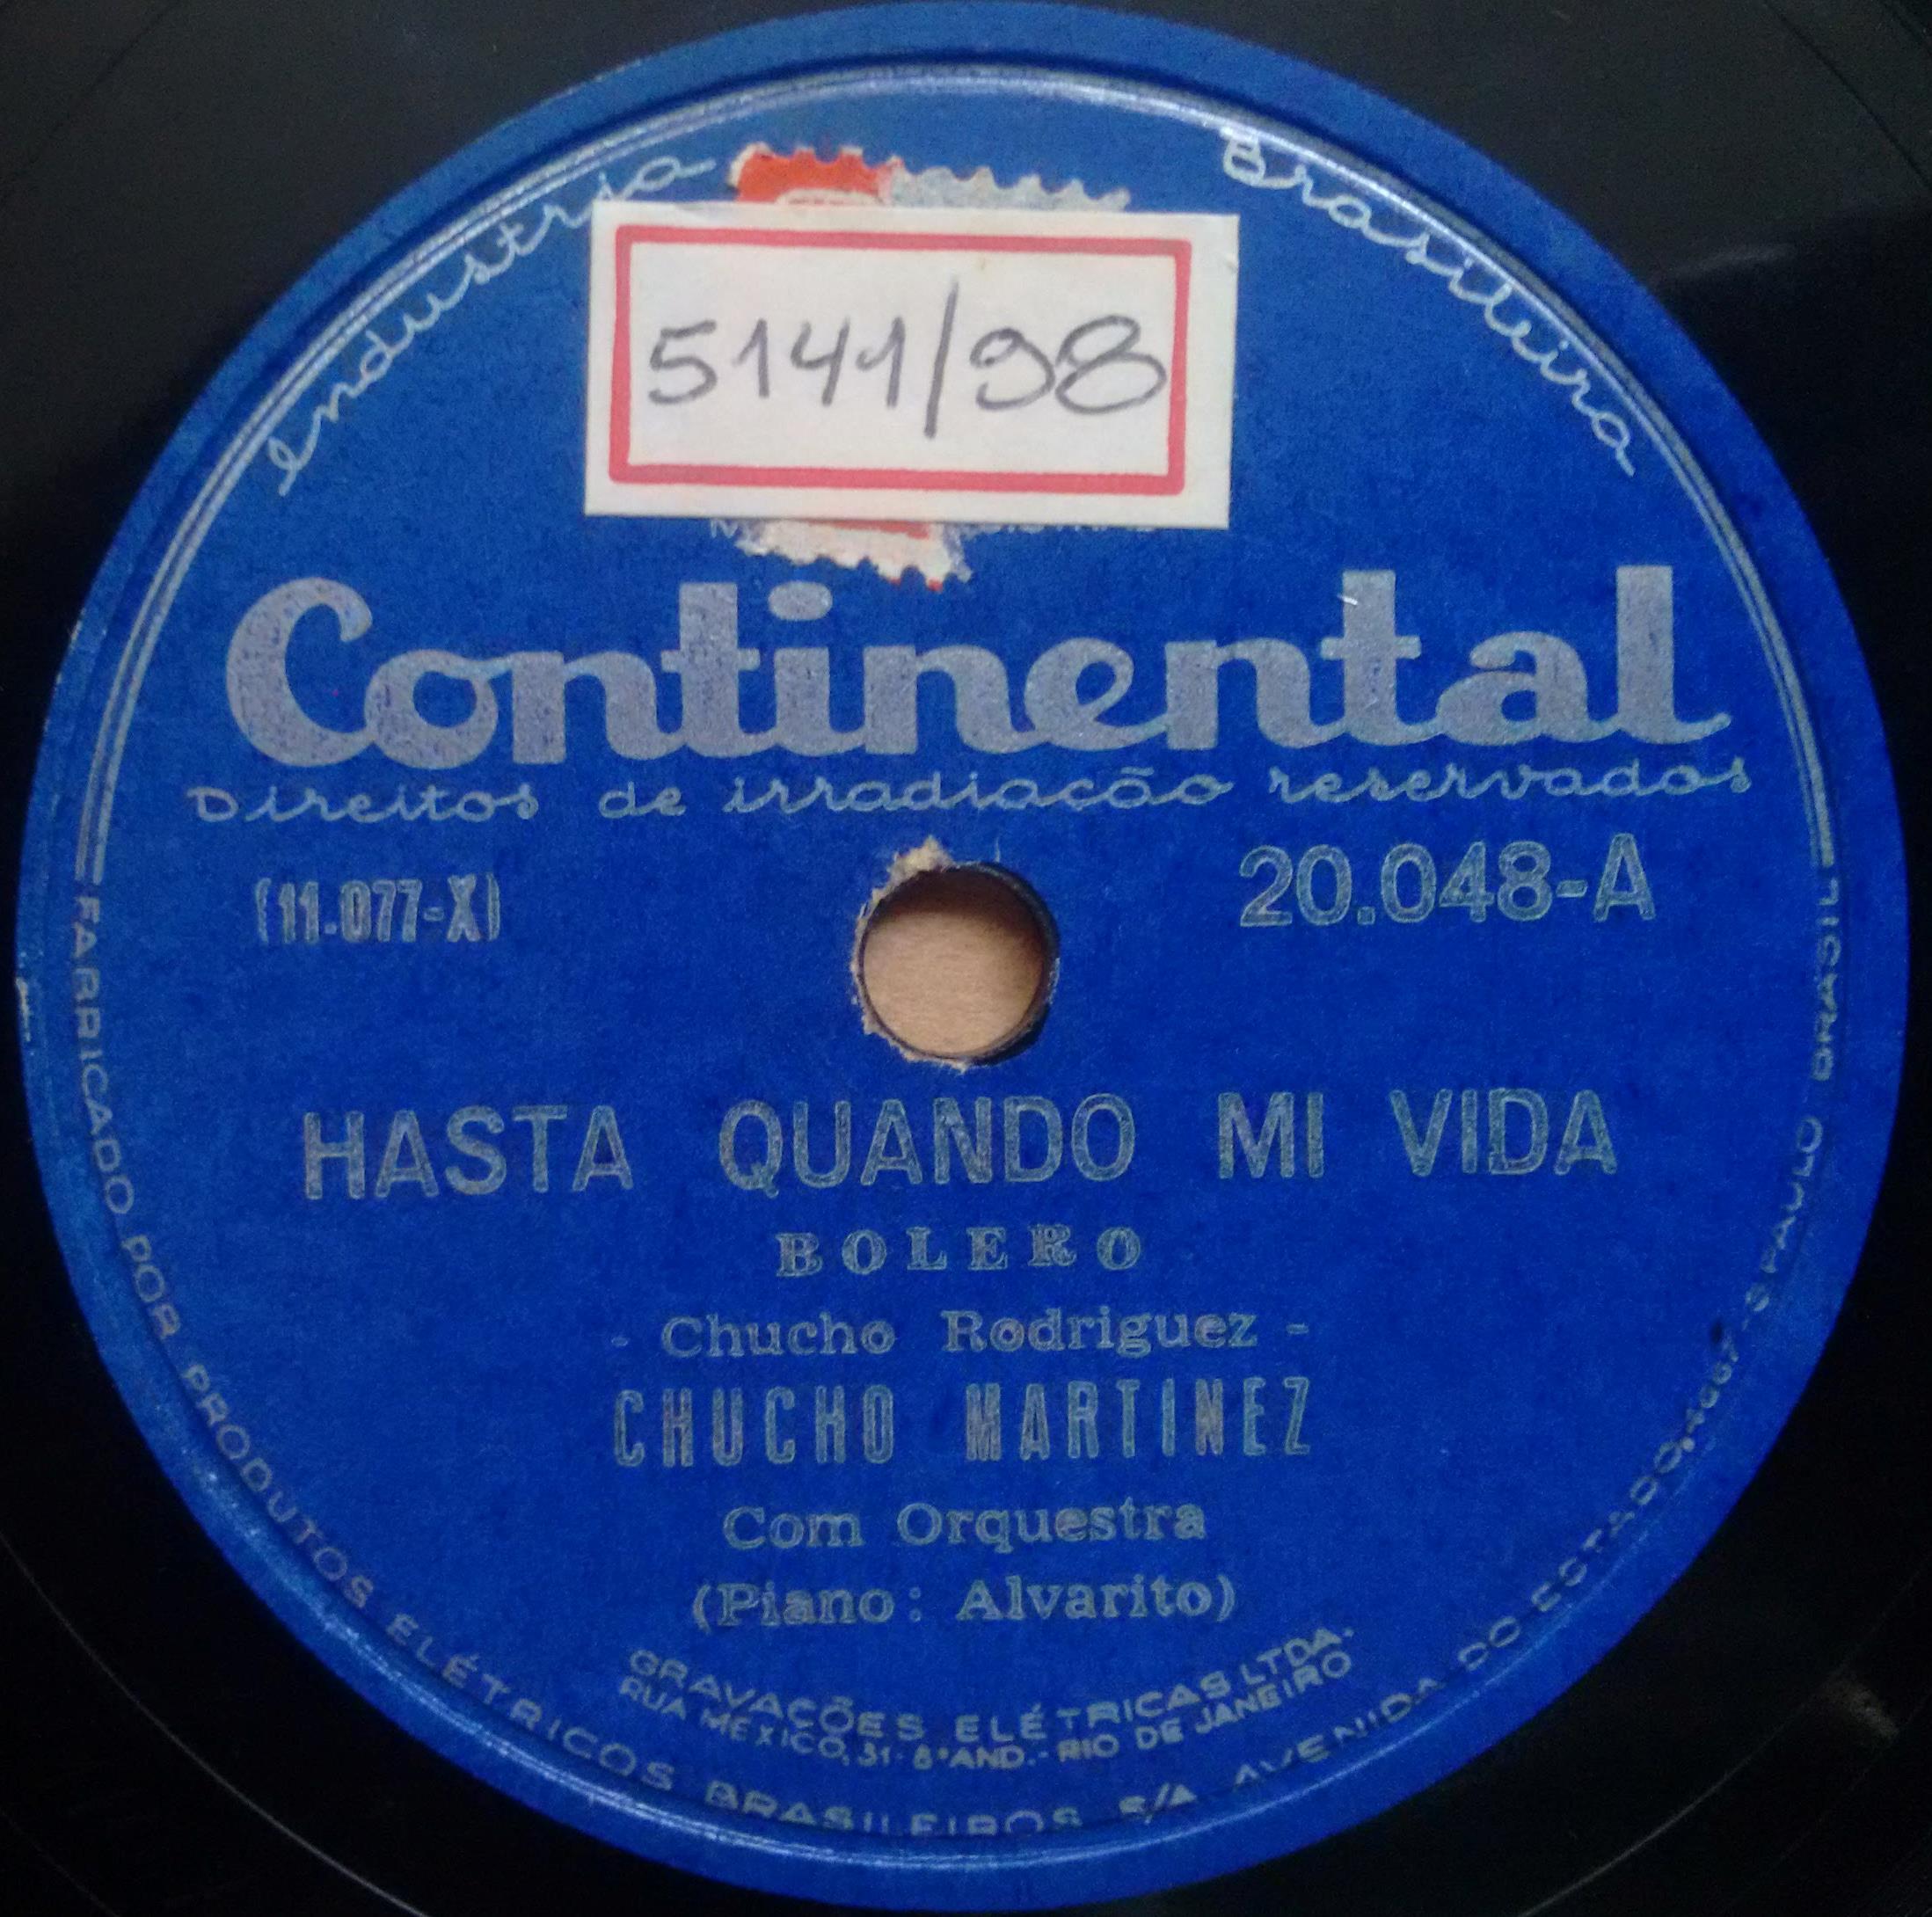 Industria Brasileira
5141/98
Continental
Direitos de irradiação reservados
(11.077-X) 20.048-A
HASTA QUANDO MI VIDA
BOLERO
- Chucho Rodriguez -
CHUCHO MARTINEZ
Com Orquestra
(Piano: Alvarito)
GRAVAÇÕES ELÉTRICAS LTDA.
RUA MEXICO, 31-8º AND.- RIO DE JANEIRO
FABRICADO POR PRODUTOS ELÉTRICOS BRASILEIROS S/A AVENIDA DO ESTADO, 4667-S PAULO BRASIL